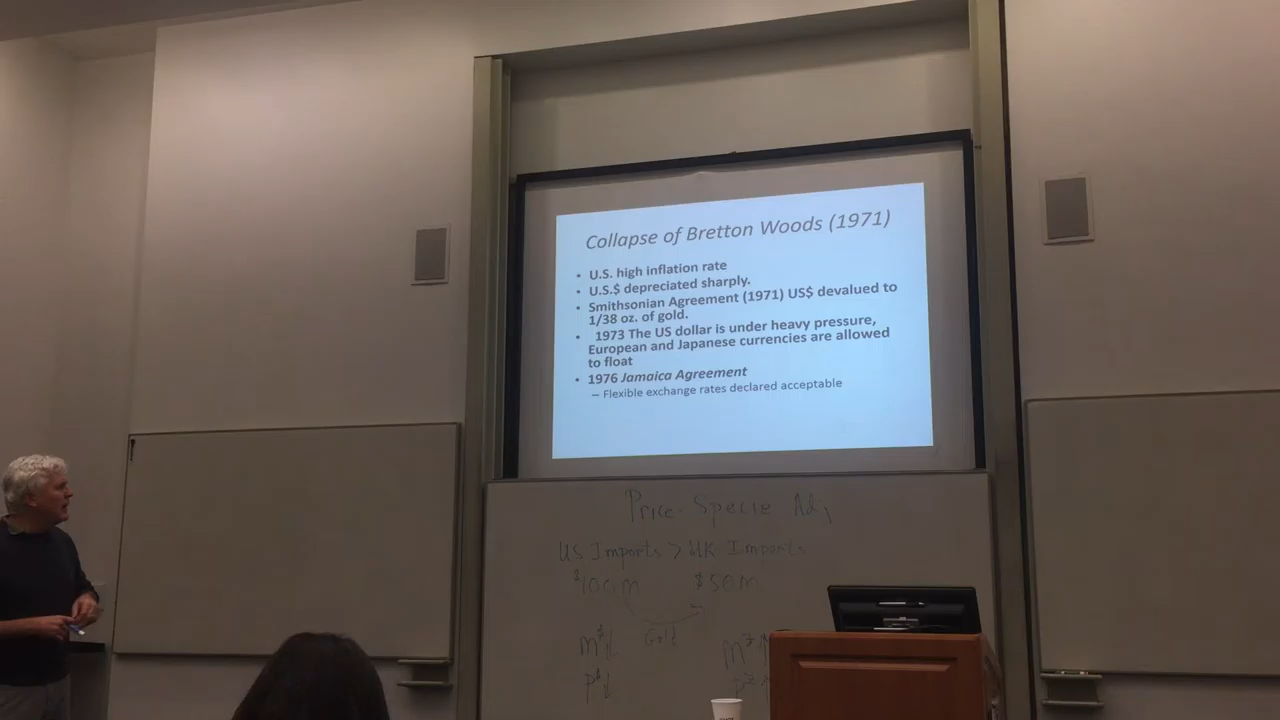 Collapse of Bretton Woods (1971)
• U.S. high inflation rate
• U.S.$ depreciated sharply.
• Smithsonian Agreement (1971) US$ devalued to
1/38 oz. of gold.
• 1973 The US dollar is under heavy pressure,
European and Japanese currencies are allowed
to float
• 1976 Jamaica Agreement
– Flexible exchange rates declared acceptable
Price-Specie Adj
US Imports > UK Imports
$100m $50m
Gold
M$↓
P$↓